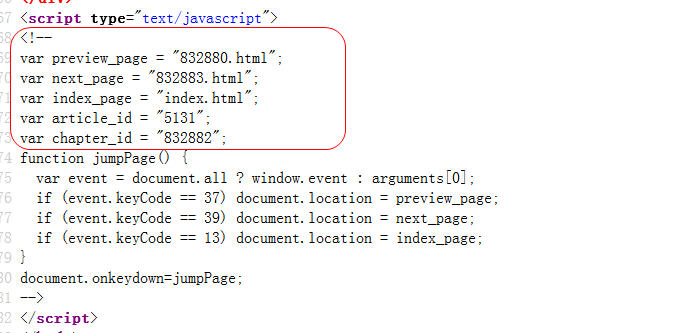 </div>
67 <script type="text/javascript">
68 <!--
69 var preview_page = "832880.html";
70 var next_page = "832883.html";
71 var index_page = "index.html";
72 var article_id = "5131";
73 var chapter_id = "832882";
74 function jumpPage() {
75   var event = document.all ? window.event : arguments[0];
76   if (event.keyCode == 37) document.location = preview_page;
77   if (event.keyCode == 39) document.location = next_page;
78   if (event.keyCode == 13) document.location = index_page;
79 }
80 document.onkeydown=jumpPage;
81 -->
82 </script>